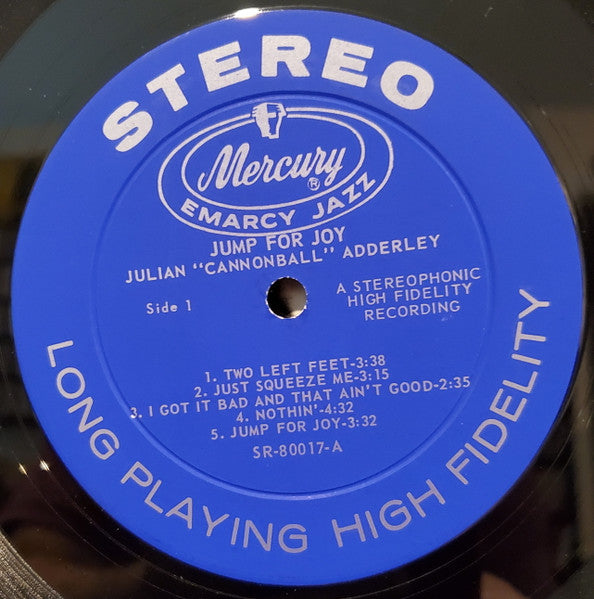 STEREO
Mercury ®
EMARCY JAZZ
JUMP FOR JOY
JULIAN "CANNONBALL" ADDERLEY
Side 1
A STEREOPHONIC
HIGH FIDELITY
RECORDING
1. TWO LEFT FEET-3:38
2. JUST SQUEEZE ME-3:15
3. I GOT IT BAD AND THAT AIN'T GOOD-2:35
4. NOTHIN'-4:32
5. JUMP FOR JOY-3:32
SR-80017-A
LONG PLAYING HIGH FIDELITY